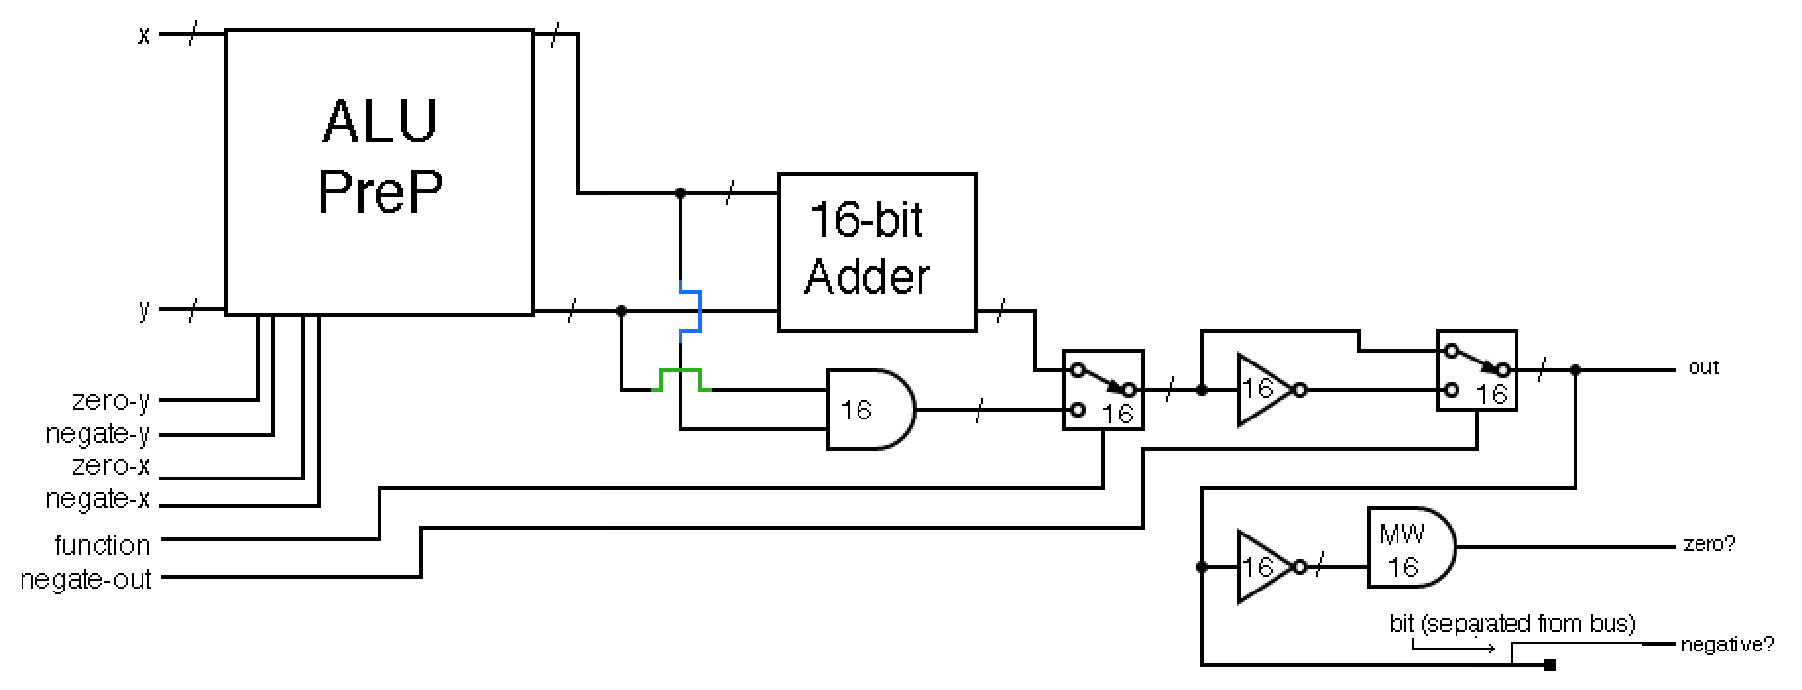 x
ALU
PreP
16-bit
Adder
y
zero-y
negate-y
zero-x
negate-x
function
negate-out
16
16
16
16
out
MW
16
16
zero?
bit (separated from bus)
negative?